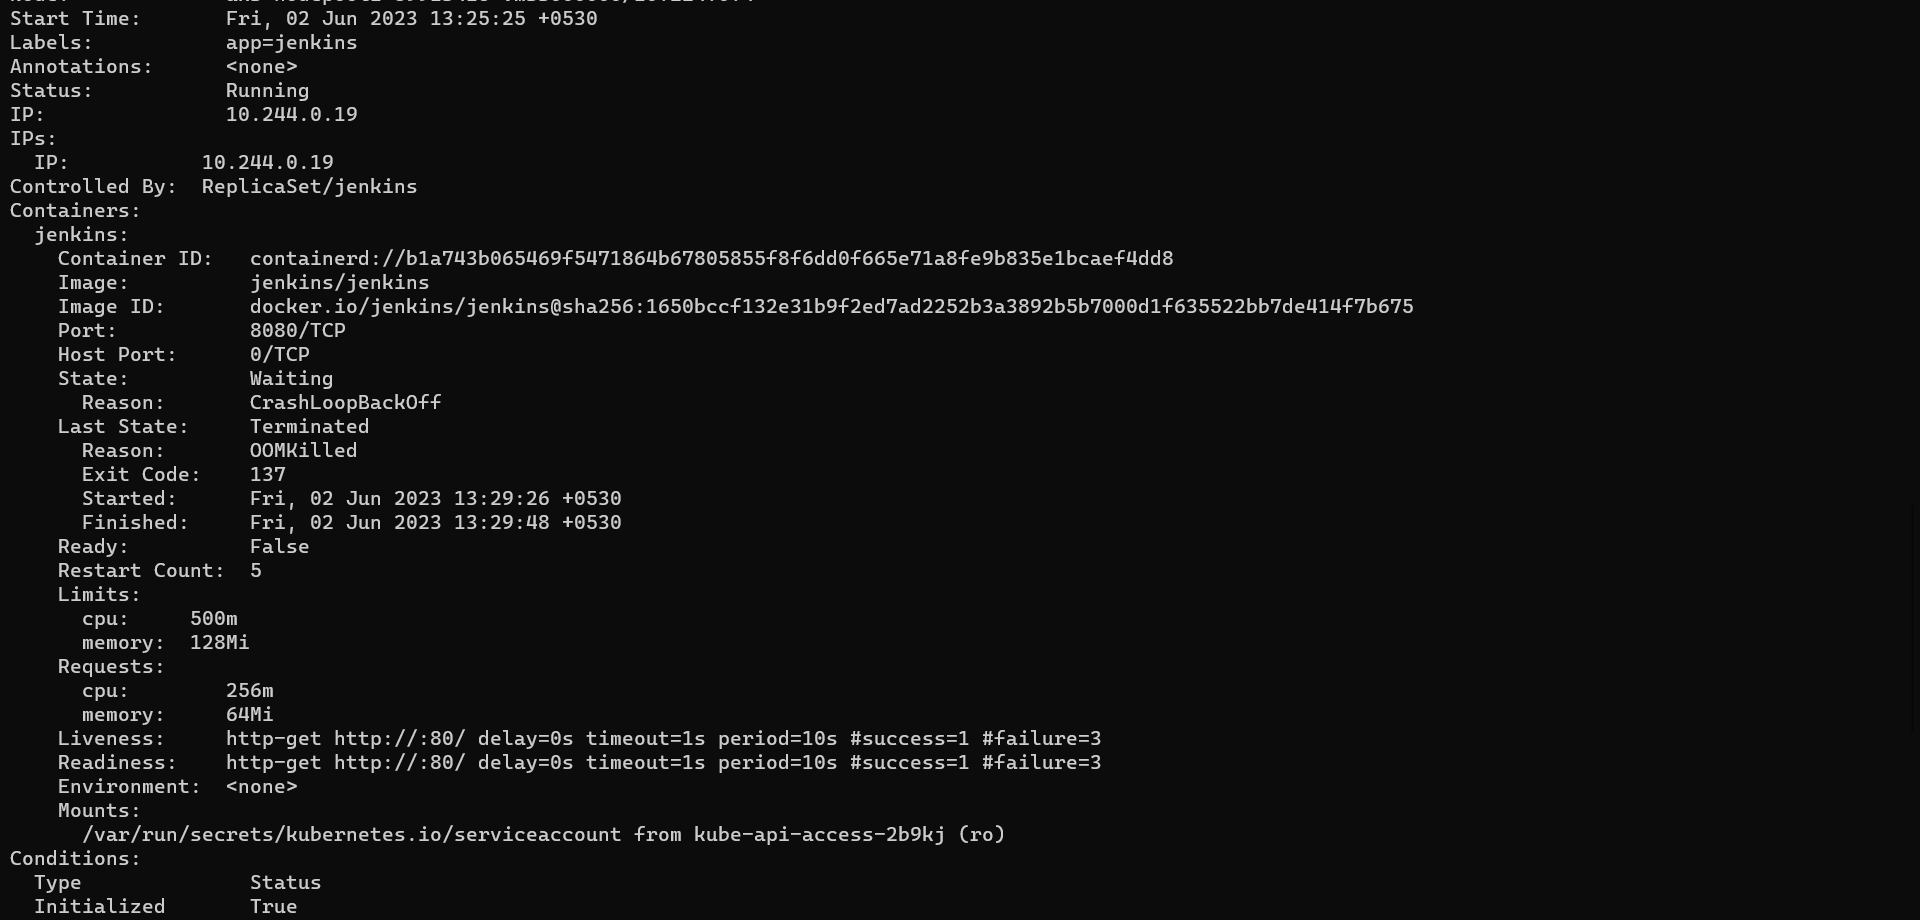 Start Time:       Fri, 02 Jun 2023 13:25:25 +0530
Labels:           app=jenkins
Annotations:      <none>
Status:           Running
IP:               10.244.0.19
IPs:
  IP:           10.244.0.19
Controlled By:  ReplicaSet/jenkins
Containers:
  jenkins:
    Container ID:   containerd://b1a743b065469f5471864b67805855f8f6dd0f665e71a8fe9b835e1bcaef4dd8
    Image:          jenkins/jenkins
    Image ID:       docker.io/jenkins/jenkins@sha256:1650bccf132e31b9f2ed7ad2252b3a3892b5b7000d1f635522bb7de414f7b675
    Port:           8080/TCP
    Host Port:      0/TCP
    State:          Waiting
      Reason:       CrashLoopBackOff
    Last State:     Terminated
      Reason:       OOMKilled
      Exit Code:    137
      Started:      Fri, 02 Jun 2023 13:29:26 +0530
      Finished:     Fri, 02 Jun 2023 13:29:48 +0530
    Ready:          False
    Restart Count:  5
    Limits:
      cpu:     500m
      memory:  128Mi
    Requests:
      cpu:        256m
      memory:     64Mi
    Liveness:     http-get http://:80/ delay=0s timeout=1s period=10s #success=1 #failure=3
    Readiness:    http-get http://:80/ delay=0s timeout=1s period=10s #success=1 #failure=3
    Environment:  <none>
    Mounts:
      /var/run/secrets/kubernetes.io/serviceaccount from kube-api-access-2b9kj (ro)
Conditions:
  Type              Status
  Initialized       True